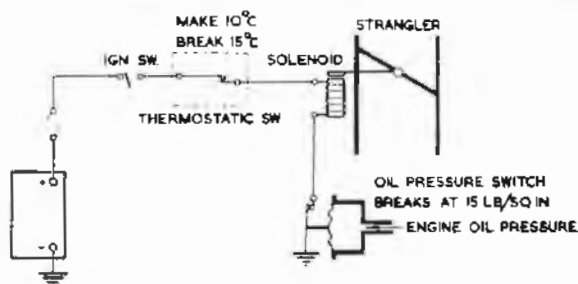 MAKE 10°C
BREAK 15°C
STRANGLER
IGN SW.
SOLENOID
THERMOSTATIC SW
OIL PRESSURE SWITCH
BREAKS AT 15 LB/SQ IN
ENGINE OIL PRESSURE
+
-